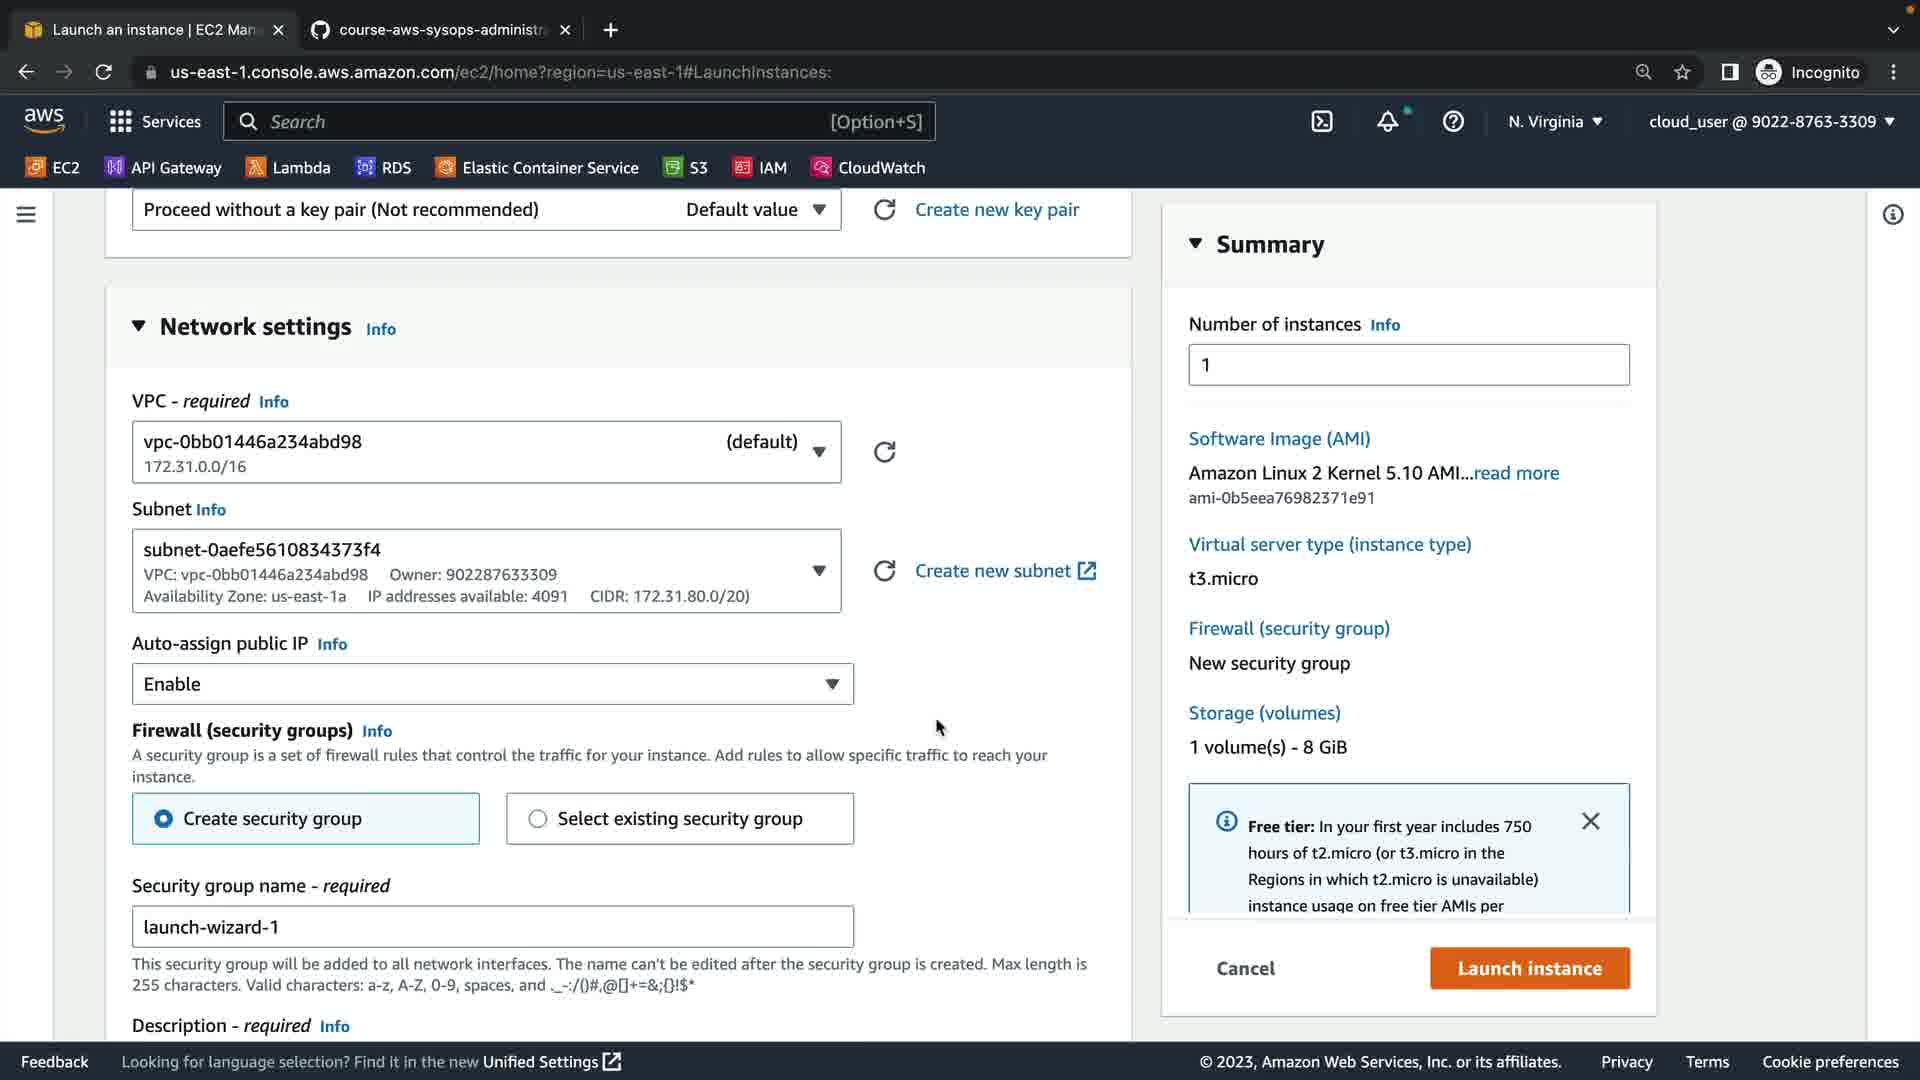 Launch an instance | EC2 Man
course-aws-sysops-administra
us-east-1.console.aws.amazon.com/ec2/home?region=us-east-1#LaunchInstances:
Incognito
aws
Services
Search
[Option+S]
N. Virginia
cloud_user @ 9022-8763-3309
EC2
API Gateway
Lambda
RDS
Elastic Container Service
S3
IAM
CloudWatch
Proceed without a key pair (Not recommended)
Default value
Create new key pair
Network settings Info
VPC - required Info
vpc-0bb01446a234abd98
(default)
172.31.0.0/16
Subnet Info
subnet-0aefe5610834373f4
VPC: vpc-0bb01446a234abd98 Owner: 902287633309
Availability Zone: us-east-1a IP addresses available: 4091 CIDR: 172.31.80.0/20)
Create new subnet
Auto-assign public IP Info
Enable
Firewall (security groups) Info
A security group is a set of firewall rules that control the traffic for your instance. Add rules to allow specific traffic to reach your
instance.
Create security group
Select existing security group
Security group name - required
launch-wizard-1
This security group will be added to all network interfaces. The name can't be edited after the security group is created. Max length is
255 characters. Valid characters: a-z, A-Z, 0-9, spaces, and ._-:/()#,@[]+=&;{}!$*
Description - required Info
Summary
Number of instances Info
1
Software Image (AMI)
Amazon Linux 2 Kernel 5.10 AMI...read more
ami-0b5eea76982371e91
Virtual server type (instance type)
t3.micro
Firewall (security group)
New security group
Storage (volumes)
1 volume(s) - 8 GiB
Free tier: In your first year includes 750
hours of t2.micro (or t3.micro in the
Regions in which t2.micro is unavailable)
instance usage on free tier AMIs per
Cancel
Launch instance
Feedback
Looking for language selection? Find it in the new Unified Settings
© 2023, Amazon Web Services, Inc. or its affiliates.
Privacy
Terms
Cookie preferences